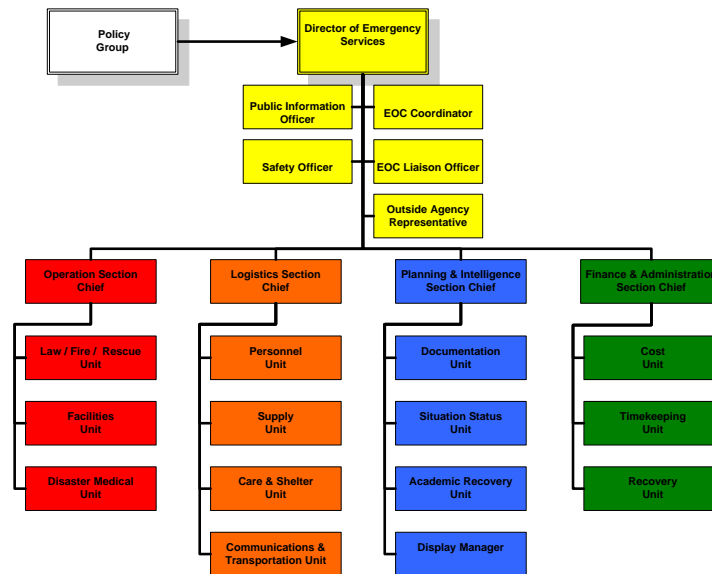 Policy
Group
Director of Emergency
Services
Public Information
Officer
EOC Coordinator
Safety Officer
EOC Liaison Officer
Outside Agency
Representative
Operation Section
Chief
Logistics Section
Chief
Planning & Intelligence
Section Chief
Finance & Administration
Section Chief
Law / Fire / Rescue
Unit
Personnel
Unit
Documentation
Unit
Cost
Unit
Facilities
Unit
Supply
Unit
Situation Status
Unit
Timekeeping
Unit
Disaster Medical
Unit
Care & Shelter
Unit
Academic Recovery
Unit
Recovery
Unit
Communications &
Transportation Unit
Display Manager